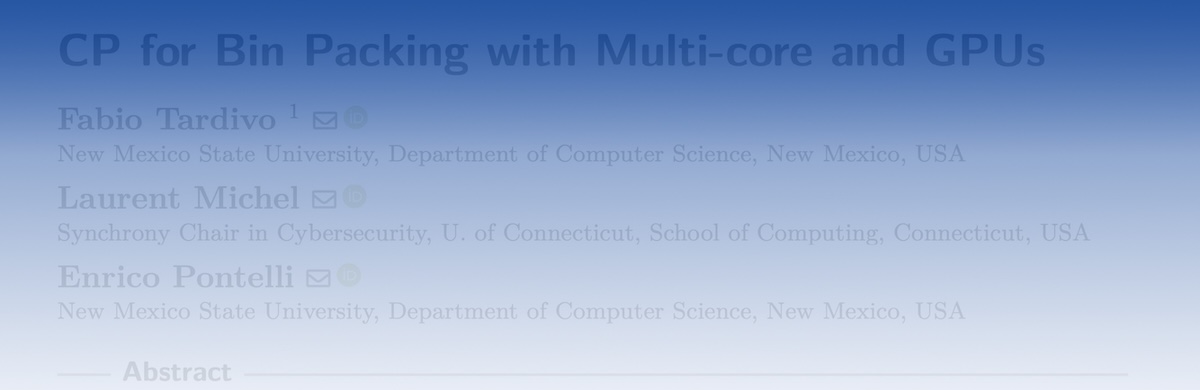 CP for Bin Packing with Multi-core and GPUs
Fabio Tardivo 1
New Mexico State University, Department of Computer Science, New Mexico, USA
Laurent Michel
Synchrony Chair in Cybersecurity, U. of Connecticut, School of Computing, Connecticut, USA
Enrico Pontelli
New Mexico State University, Department of Computer Science, New Mexico, USA
Abstract